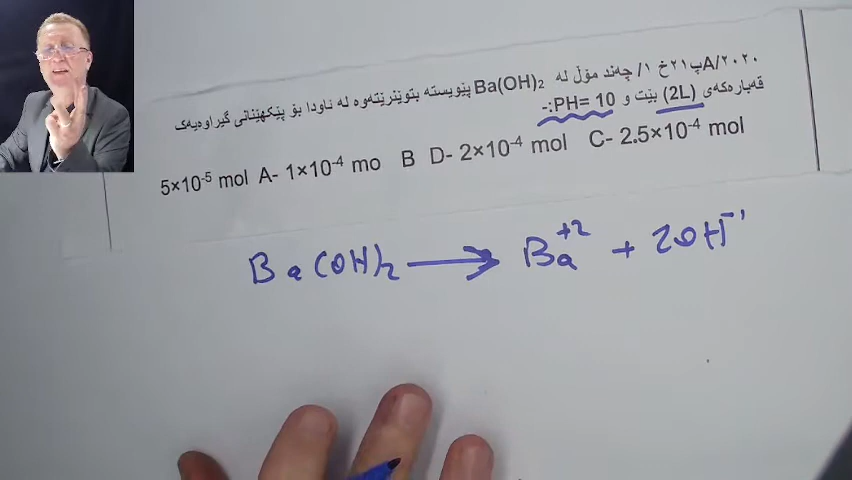 A/٢٠٢٠پ٢١خ ١/ چەند مۆڵ لە Ba(OH)₂ پێویستە بتوێنرێتەوە لە ئاودا بۆ پێکهێنانی گیراوەیەک
قەبارەکەی (2L) بێت و PH= 10:-
5×10⁻⁵ mol A- 1×10⁻⁴ mo B D- 2×10⁻⁴ mol C- 2.5×10⁻⁴ mol
Ba(OH)₂ ⟶ Ba⁺² + 2OH⁻¹